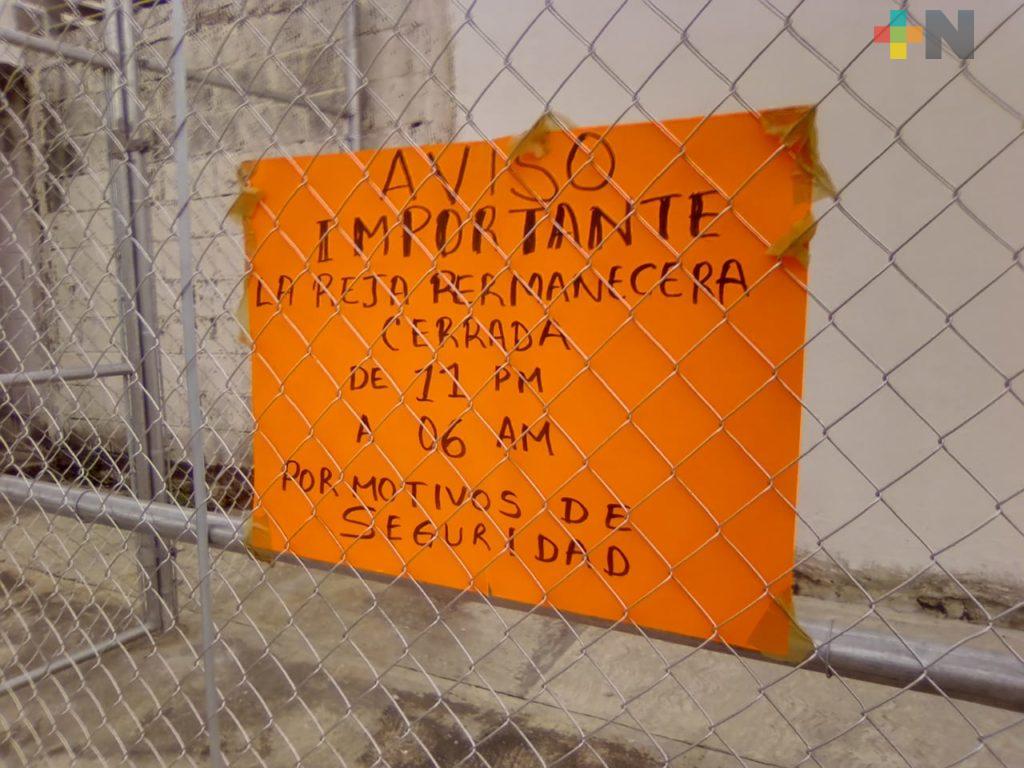 +N
AVISO
IMPORTANTE
LA REJA PERMANECERA
CERRADA
DE 11 PM
A 06 AM
POR MOTIVOS DE
SEGURIDAD